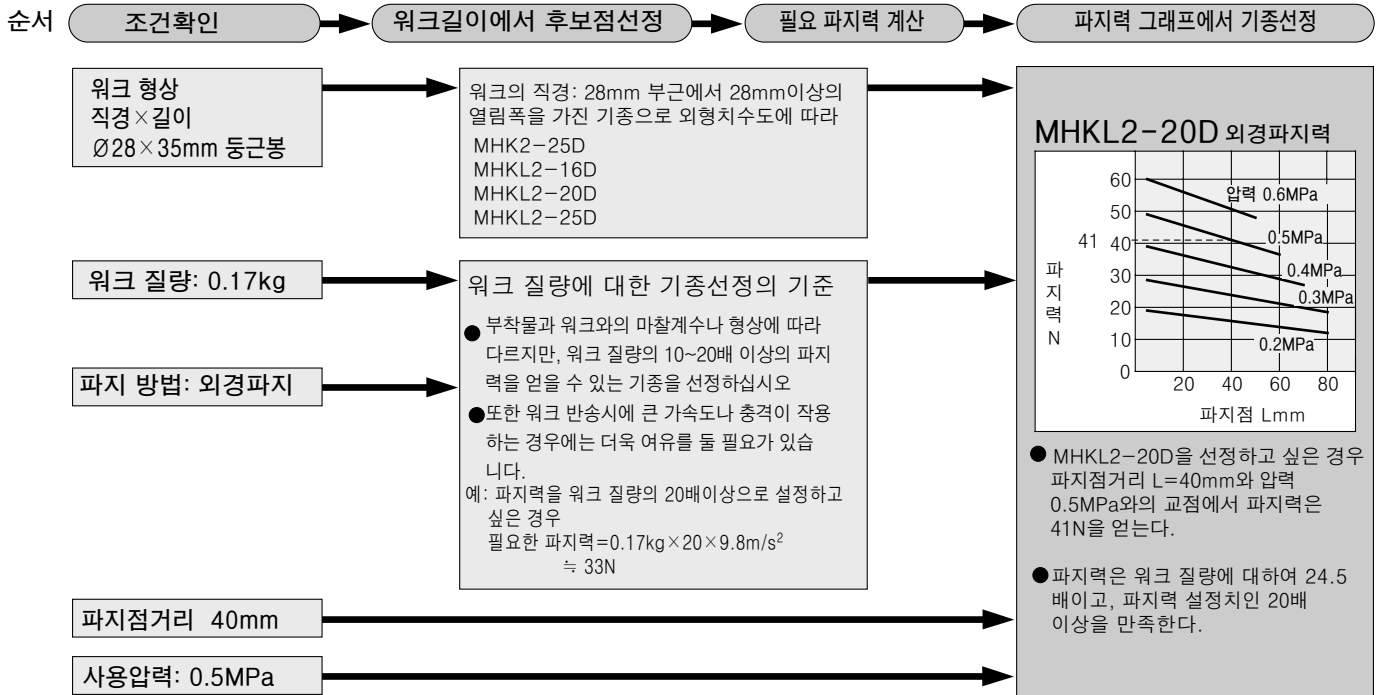 순서
조건확인
워크길이에서 후보점선정
필요 파지력 계산
파지력 그래프에서 기종선정
워크 형상
직경×길이
Ø28×35mm 둥근봉
워크의 직경: 28mm 부근에서 28mm이상의
열림폭을 가진 기종으로 외형치수도에 따라
MHK2-25D
MHKL2-16D
MHKL2-20D
MHKL2-25D
워크 질량: 0.17kg
파지 방법: 외경파지
워크 질량에 대한 기종선정의 기준
● 부착물과 워크와의 마찰계수나 형상에 따라
다르지만, 워크 질량의 10~20배 이상의 파지
력을 얻을 수 있는 기종을 선정하십시오
●또한 워크 반송시에 큰 가속도나 충격이 작용
하는 경우에는 더욱 여유를 둘 필요가 있습
니다.
예: 파지력을 워크 질량의 20배이상으로 설정하고
싶은 경우
필요한 파지력=0.17kg×20×9.8m/s²
≒ 33N
파지점거리 40mm
사용압력: 0.5MPa
MHKL2-20D 외경파지력
파지력 N
60
50
41
40
30
20
10
0
압력 0.6MPa
0.5MPa
0.4MPa
0.3MPa
0.2MPa
20 40 60 80
파지점 Lmm
● MHKL2-20D을 선정하고 싶은 경우
파지점거리 L=40mm와 압력
0.5MPa와의 교점에서 파지력은
41N을 얻는다.
●파지력은 워크 질량에 대하여 24.5
배이고, 파지력 설정치인 20배
이상을 만족한다.